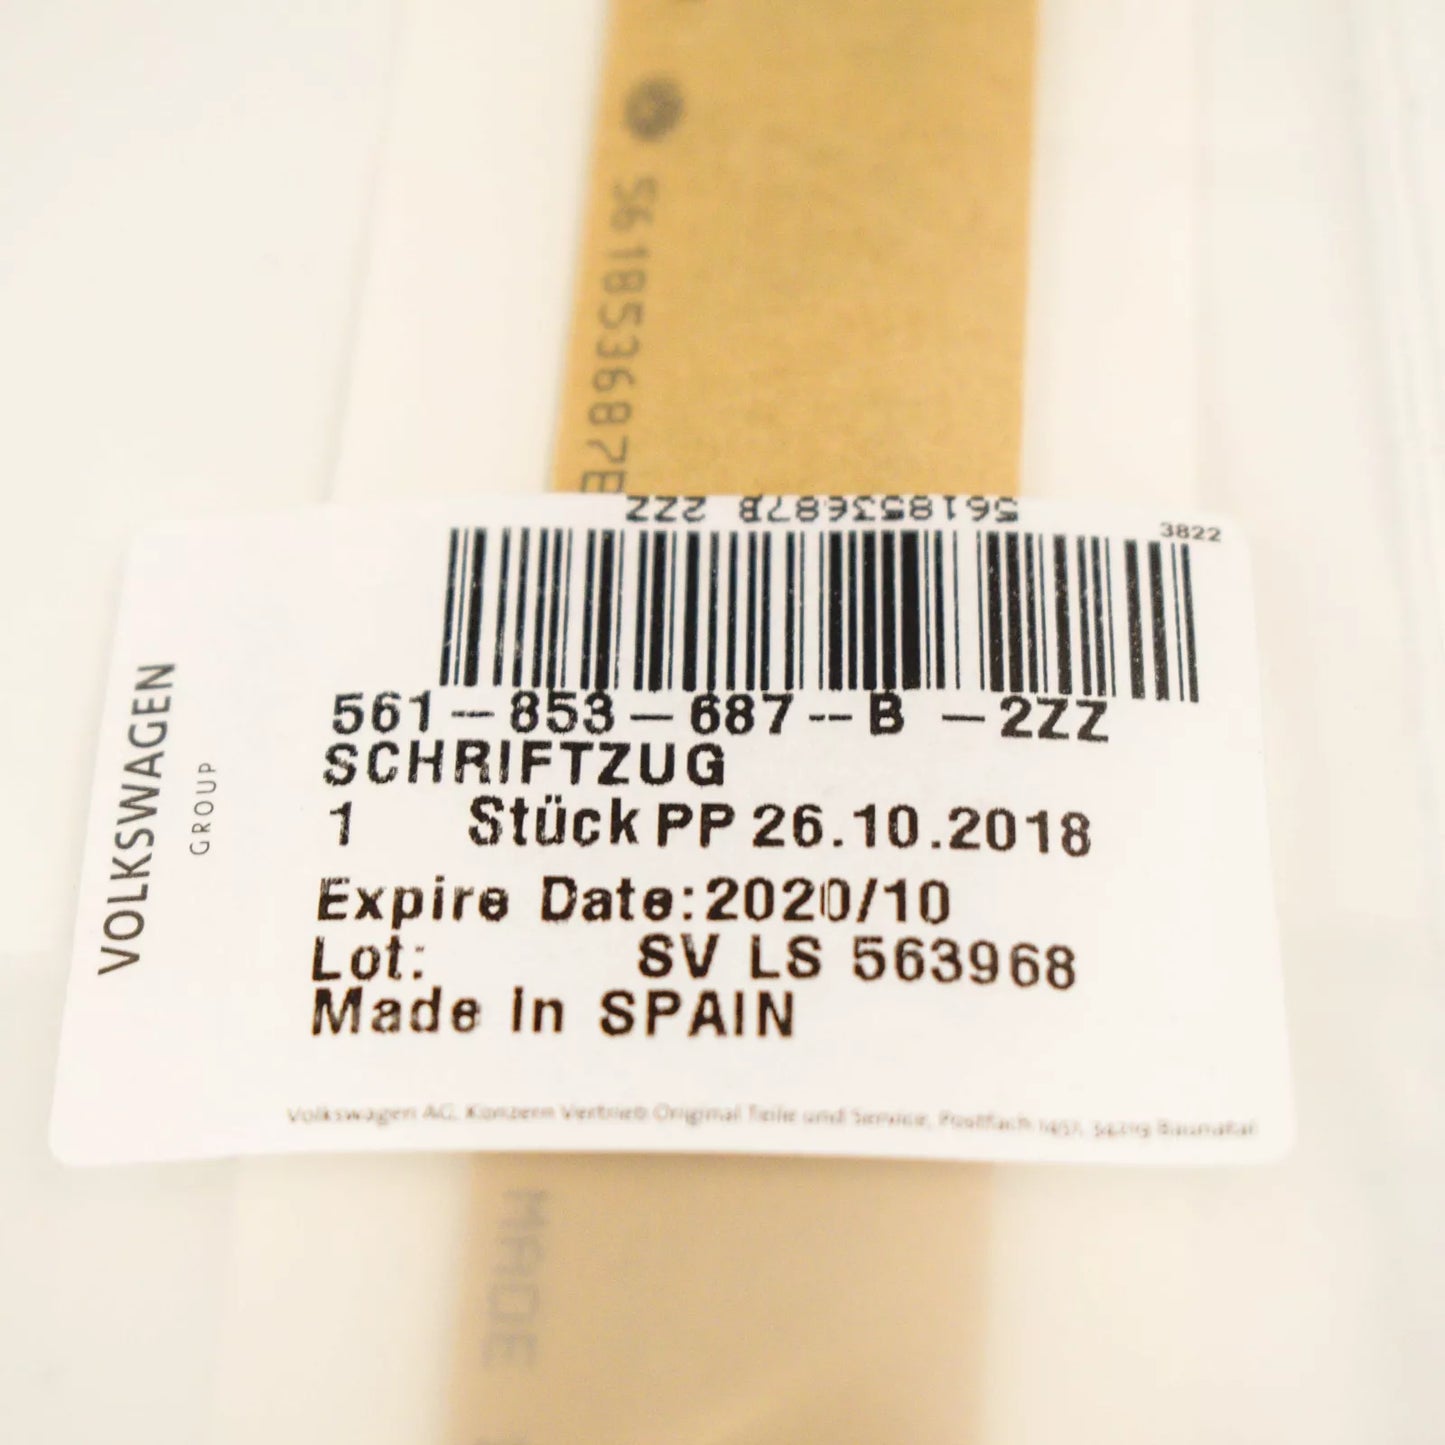 561853687B
561853687B 2ZZ
3822
561-853-687--B -2ZZ
SCHRIFTZUG
1 Stück PP 26.10.2018
Expire Date:2020/10
Lot: SV LS 563968
Made in SPAIN
VOLKSWAGEN
GROUP
Volkswagen AG, Konzern Vertrieb Original Teile und Service, Postfach 1457, 34219 Baunatal
MADE